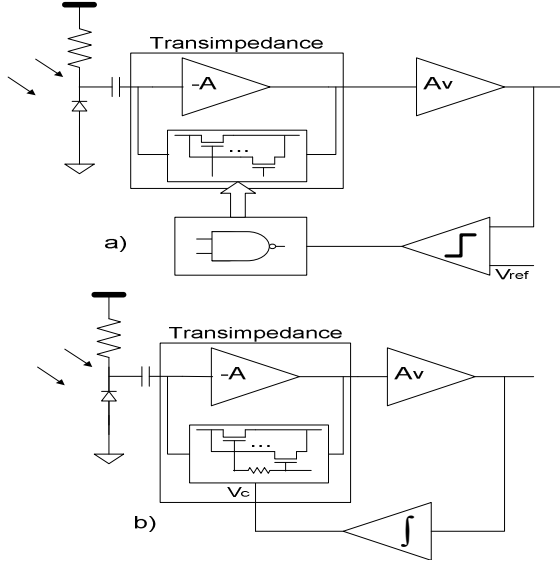 Transimpedance
-A
Av
...
a)
Vref
Transimpedance
-A
Av
...
Vc
b)
∫